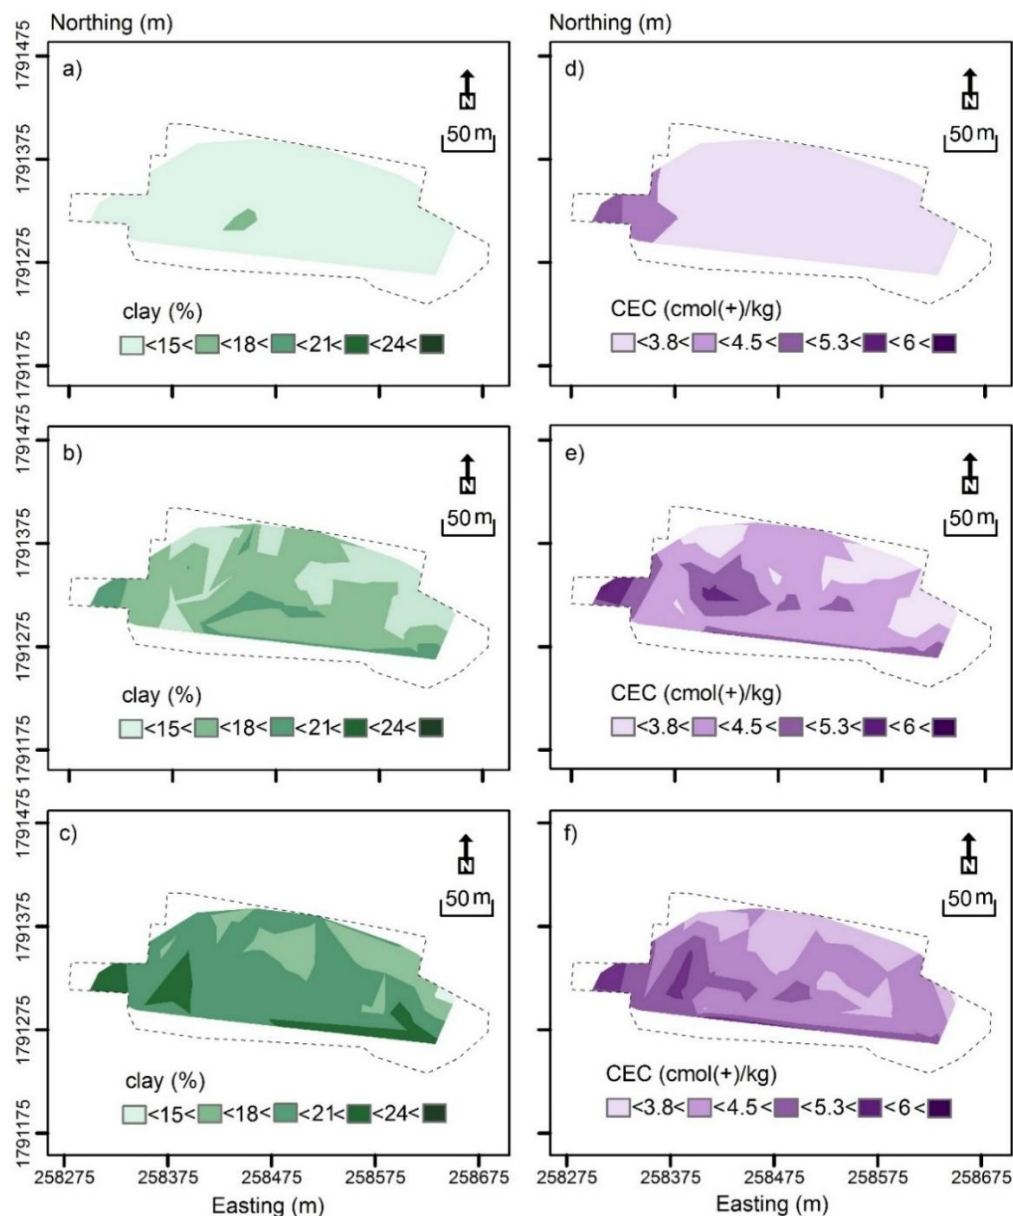 Northing (m)
Northing (m)
1791475
1791375
1791275
1791175
a)
N
50 m
clay (%)
<15< <18< <21< <24<
d)
N
50 m
CEC (cmol(+)/kg)
<3.8< <4.5< <5.3< <6<
1791475
1791375
1791275
1791175
b)
N
50 m
clay (%)
<15< <18< <21< <24<
e)
N
50 m
CEC (cmol(+)/kg)
<3.8< <4.5< <5.3< <6<
1791475
1791375
1791275
1791175
c)
N
50 m
clay (%)
<15< <18< <21< <24<
f)
N
50 m
CEC (cmol(+)/kg)
<3.8< <4.5< <5.3< <6<
258275 258375 258475 258575 258675
258275 258375 258475 258575 258675
Easting (m)
Easting (m)